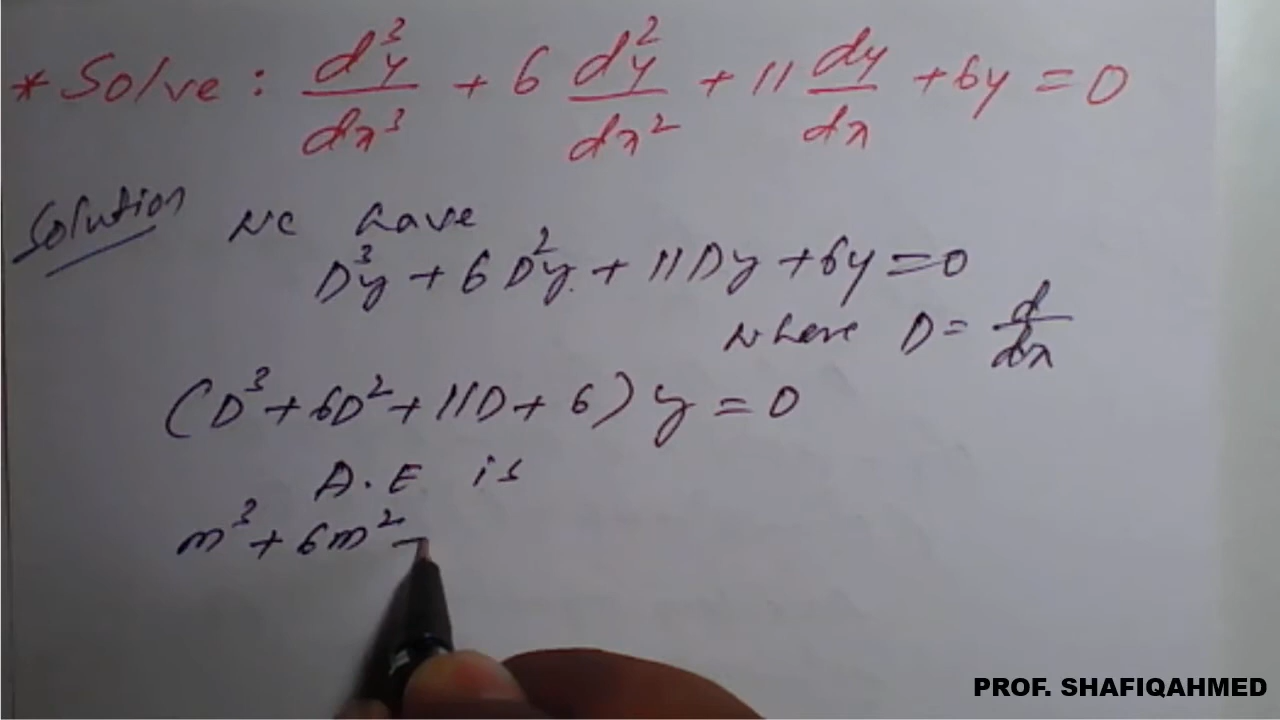 * Solve : d³y/dx³ + 6 d²y/dx² + 11 dy/dx + 6y = 0
Solution We have
D³y + 6D²y + 11Dy + 6y = 0
where D = d/dx
(D³ + 6D² + 11D + 6) y = 0
A.E is
m³ + 6m²
PROF. SHAFIQAHMED